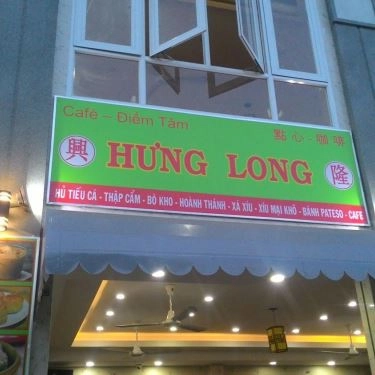 Café – Điểm Tâm 點心 - 咖啡
興 HƯNG LONG 隆
HỦ TIẾU CÁ - THẬP CẨM - BÒ KHO - HOÀNH THÁNH - XÁ XÍU - XÍU MẠI KHÔ - BÁNH PATESO - CAFE